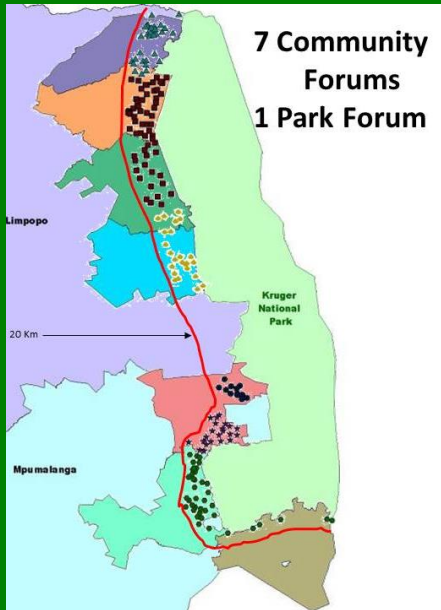 7 Community
Forums
1 Park Forum
Limpopo
Kruger
National
Park
20 Km
Mpumalanga